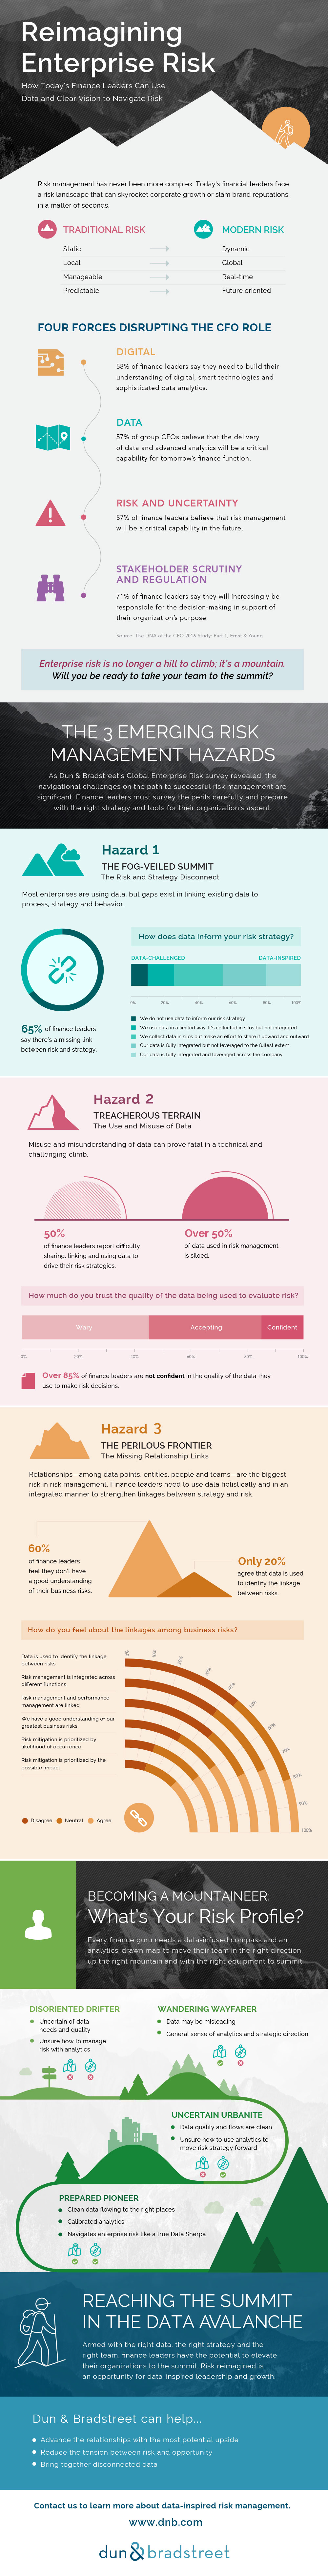 Reimagining
Enterprise Risk
How Today's Finance Leaders Can Use
Data and Clear Vision to Navigate Risk
Risk management has never been more complex. Today's financial leaders face
a risk landscape that can skyrocket corporate growth or slam brand reputations,
in a matter of seconds.
TRADITIONAL RISK
MODERN RISK
Static
Dynamic
Local
Global
Manageable
Real-time
Predictable
Future oriented
FOUR FORCES DISRUPTING THE CFO ROLE
DIGITAL
58% of finance leaders say they need to build their
understanding of digital, smart technologies and
sophisticated data analytics.
DATA
57% of group CFOs believe that the delivery
of data and advanced analytics will be a critical
capability for tomorrow's finance function.
RISK AND UNCERTAINTY
57% of finance leaders believe that risk management
will be a critical capability in the future.
STAKEHOLDER SCRUTINY
AND REGULATION
71% of finance leaders say they will increasingly be
responsible for the decision-making in support of
their organization's purpose.
Source: The DNA of the CFO 2016 Study: Part 1, Ernst & Young
Enterprise risk is no longer a hill to climb; it's a mountain.
Will you be ready to take your team to the summit?
THE 3 EMERGING RISK
MANAGEMENT HAZARDS
As Dun & Bradstreet's Global Enterprise Risk survey revealed, the
navigational challenges on the path to successful risk management are
significant. Finance leaders must survey the perils carefully and prepare
with the right strategy and tools for their organization's ascent.
Hazard 1
THE FOG-VEILED SUMMIT
The Risk and Strategy Disconnect
Most enterprises are using data, but gaps exist in linking existing data to
process, strategy and behavior.
How does data inform your risk strategy?
DATA-CHALLENGED
DATA-INSPIRED
0% 20% 40% 60% 80% 100%
We do not use data to inform our risk strategy.
We use data in a limited way. It's collected in silos but not integrated.
We collect data in silos but make an effort to share it upward and outward.
Our data is fully integrated but not leveraged to the fullest extent.
Our data is fully integrated and leveraged across the company.
65% of finance leaders
say there's a missing link
between risk and strategy.
Hazard 2
TREACHEROUS TERRAIN
The Use and Misuse of Data
Misuse and misunderstanding of data can prove fatal in a technical and
challenging climb.
50%
of finance leaders report difficulty
sharing, linking and using data to
drive their risk strategies.
Over 50%
of data used in risk management
is siloed.
How much do you trust the quality of the data being used to evaluate risk?
Wary
Accepting
Confident
0% 20% 40% 60% 80% 100%
Over 85% of finance leaders are not confident in the quality of the data they
use to make risk decisions.
Hazard 3
THE PERILOUS FRONTIER
The Missing Relationship Links
Relationships—among data points, entities, people and teams—are the biggest
risk in risk management. Finance leaders need to use data holistically and in an
integrated manner to strengthen linkages between strategy and risk.
60%
of finance leaders
feel they don't have
a good understanding
of their business risks.
Only 20%
agree that data is used
to identify the linkage
between risks.
How do you feel about the linkages among business risks?
Data is used to identify the linkage
between risks
Risk management is integrated across
different functions.
Risk management and performance
management are linked.
We have a good understanding of our
greatest business risks.
Risk mitigation is prioritized by
likelihood of occurrence.
Risk mitigation is prioritized by the
possible impact.
0% 10% 20% 30% 40% 50% 60% 70% 80% 90% 100%
Disagree
Neutral
Agree
BECOMING A MOUNTAINEER:
What's Your Risk Profile?
Every finance guru needs a data-infused compass and an
analytics-drawn map to move their team in the right direction,
up the right mountain and with the right equipment to summit.
DISORIENTED DRIFTER
Uncertain of data
needs and quality
Unsure how to manage
risk with analytics
WANDERING WAYFARER
Data may be misleading
General sense of analytics and strategic direction
UNCERTAIN URBANITE
Data quality and flows are clean
Unsure how to use analytics to
move risk strategy forward
PREPARED PIONEER
Clean data flowing to the right places
Calibrated analytics
Navigates enterprise risk like a true Data Sherpa
REACHING THE SUMMIT
IN THE DATA AVALANCHE
Armed with the right data, the right strategy and the
right team, finance leaders have the potential to elevate
their organizations to the summit. Risk reimagined is
an opportunity for data-inspired leadership and growth.
Dun & Bradstreet can help...
Advance the relationships with the most potential upside
Reduce the tension between risk and opportunity
Bring together disconnected data
Contact us to learn more about data-inspired risk management.
www.dnb.com
dun & bradstreet